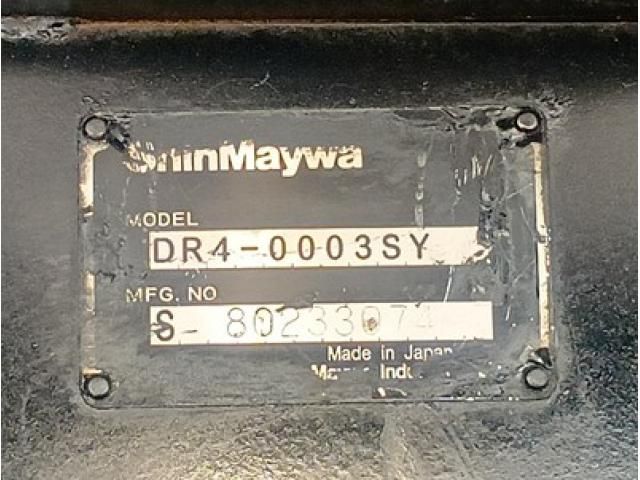 ShinMaywa
MODEL
DR4-0003SY
MFG. NO
S- 80233074
Made in Japan